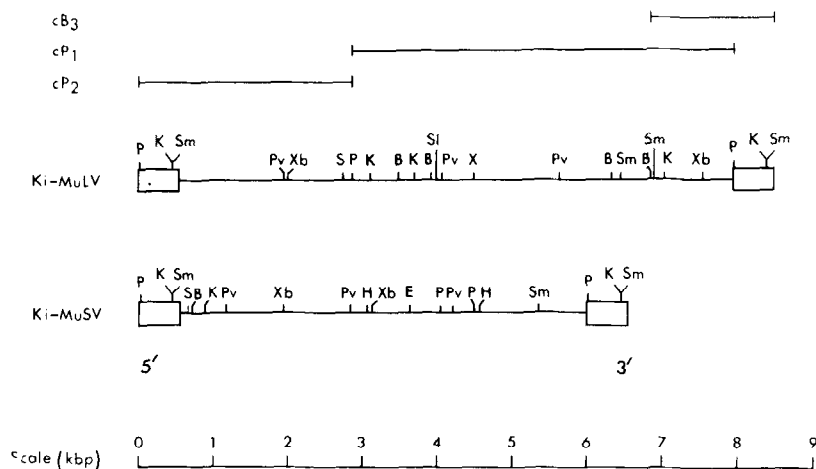 cB3
cP1
cP2
Sl Sm
P K Sm Pv Xb S P K B K B Pv X Pv B Sm B K Xb P K Sm
Ki-MuLV
P K Sm S B K Pv Xb Pv H Xb E P Pv P H Sm P K Sm
Ki-MuSV
5′ 3′
0 1 2 3 4 5 6 7 8 9
Scale (kbp)